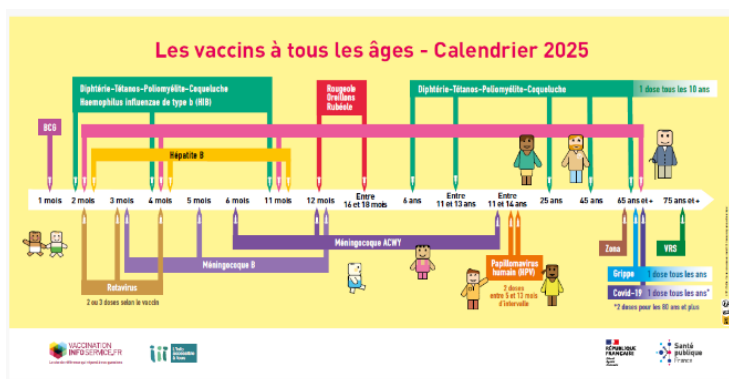 Les vaccins à tous les âges - Calendrier 2025
Diphtérie-Tétanos-Poliomyélite-Coqueluche
Haemophilus influenzae de type b (HIB)
Rougeole
Oreillons
Rubéole
Diphtérie-Tétanos-Poliomyélite-Coqueluche
1 dose tous les 10 ans
BCG
Hépatite B
1 mois
2 mois
3 mois
4 mois
5 mois
6 mois
11 mois
12 mois
Entre
16 et 18 mois
6 ans
Entre
11 et 13 ans
Entre
11 et 14 ans
25 ans
45 ans
65 ans et +
75 ans et +
Méningocoque ACWY
Méningocoque B
Rotavirus
2 ou 3 doses selon le vaccin
Papillomavirus
humain (HPV)
2 doses
entre 5 et 13 mois
d'intervalle
Zona
VRS
Grippe
1 dose tous les ans
Covid-19
1 dose tous les ans*
*2 doses pour les 80 ans et plus
VACCINATION
INFO SERVICE.FR
RÉPUBLIQUE
FRANÇAISE
Santé
publique
France